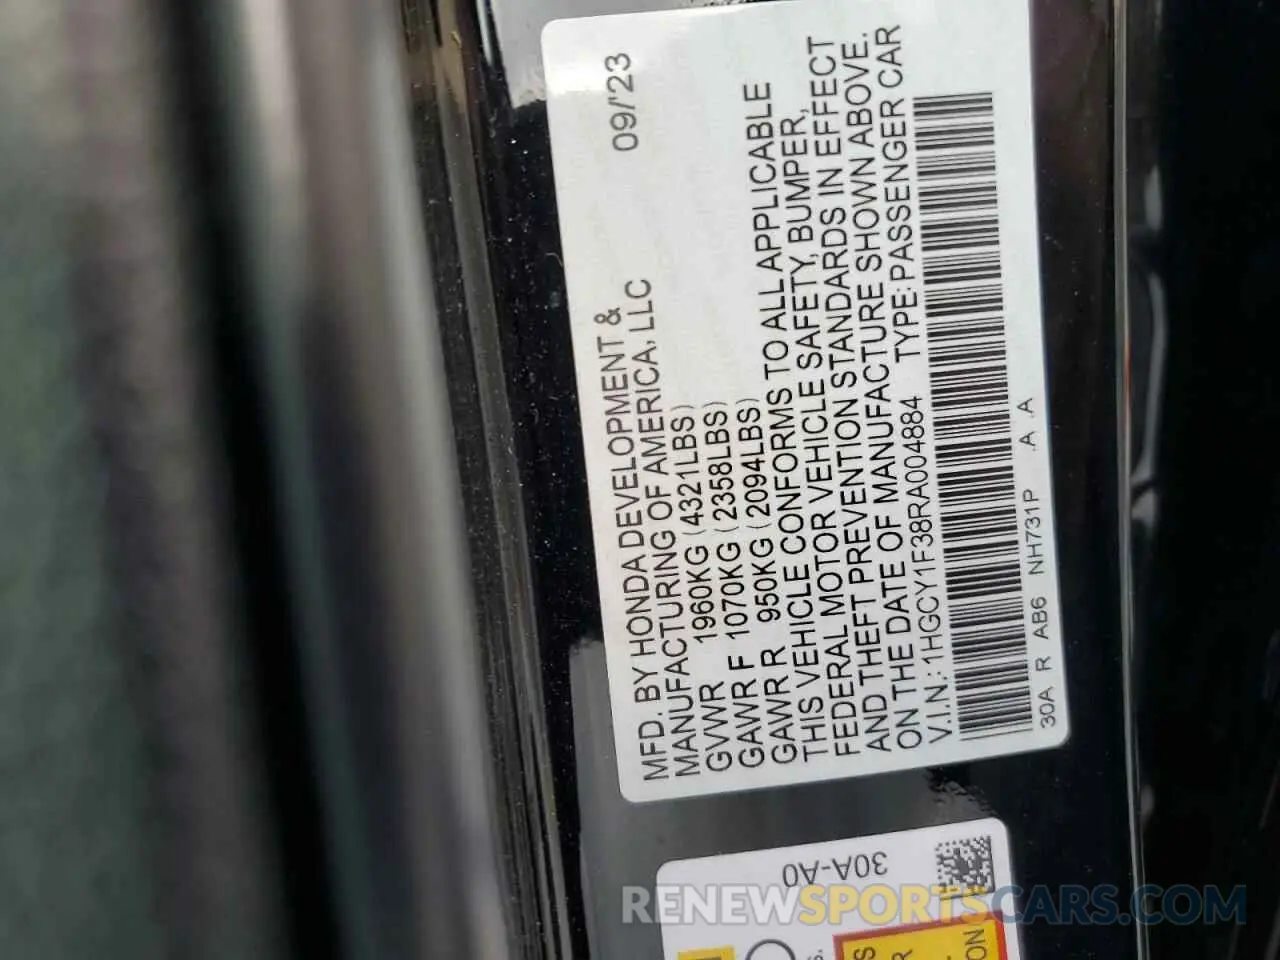 MFD. BY HONDA DEVELOPMENT &
MANUFACTURING OF AMERICA, LLC 09/'23
GVWR 1960KG (4321LBS)
GAWR F 1070KG (2358LBS)
GAWR R 950KG (2094LBS)
THIS VEHICLE CONFORMS TO ALL APPLICABLE
FEDERAL MOTOR VEHICLE SAFETY, BUMPER,
AND THEFT PREVENTION STANDARDS IN EFFECT
ON THE DATE OF MANUFACTURE SHOWN ABOVE.
V.I.N.: 1HGCY1F38RA004884 TYPE: PASSENGER CAR
30A R AB6 NH731P .A A
30A-A0
RENEWSPORTSCARS.COM